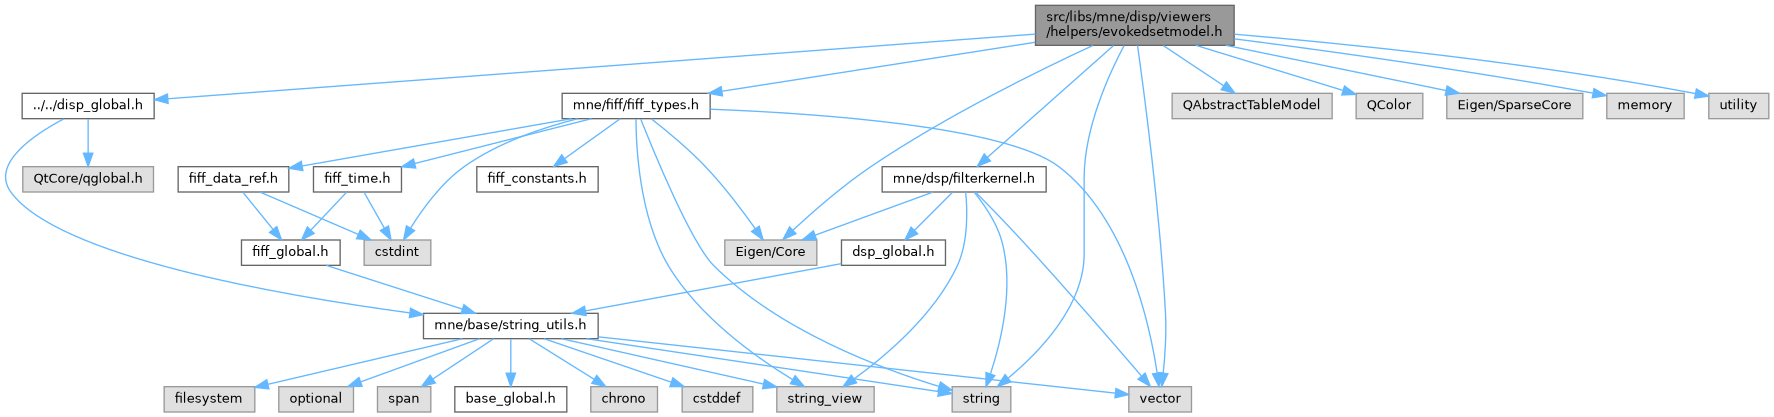 src/libs/mne/disp/viewers
/helpers/evokedsetmodel.h
../../disp_global.h
mne/fiff/fiff_types.h
QAbstractTableModel
QColor
Eigen/SparseCore
memory
utility
QtCore/qglobal.h
fiff_data_ref.h
fiff_time.h
fiff_constants.h
mne/dsp/filterkernel.h
fiff_global.h
cstdint
Eigen/Core
dsp_global.h
mne/base/string_utils.h
filesystem
optional
span
base_global.h
chrono
cstddef
string_view
string
vector